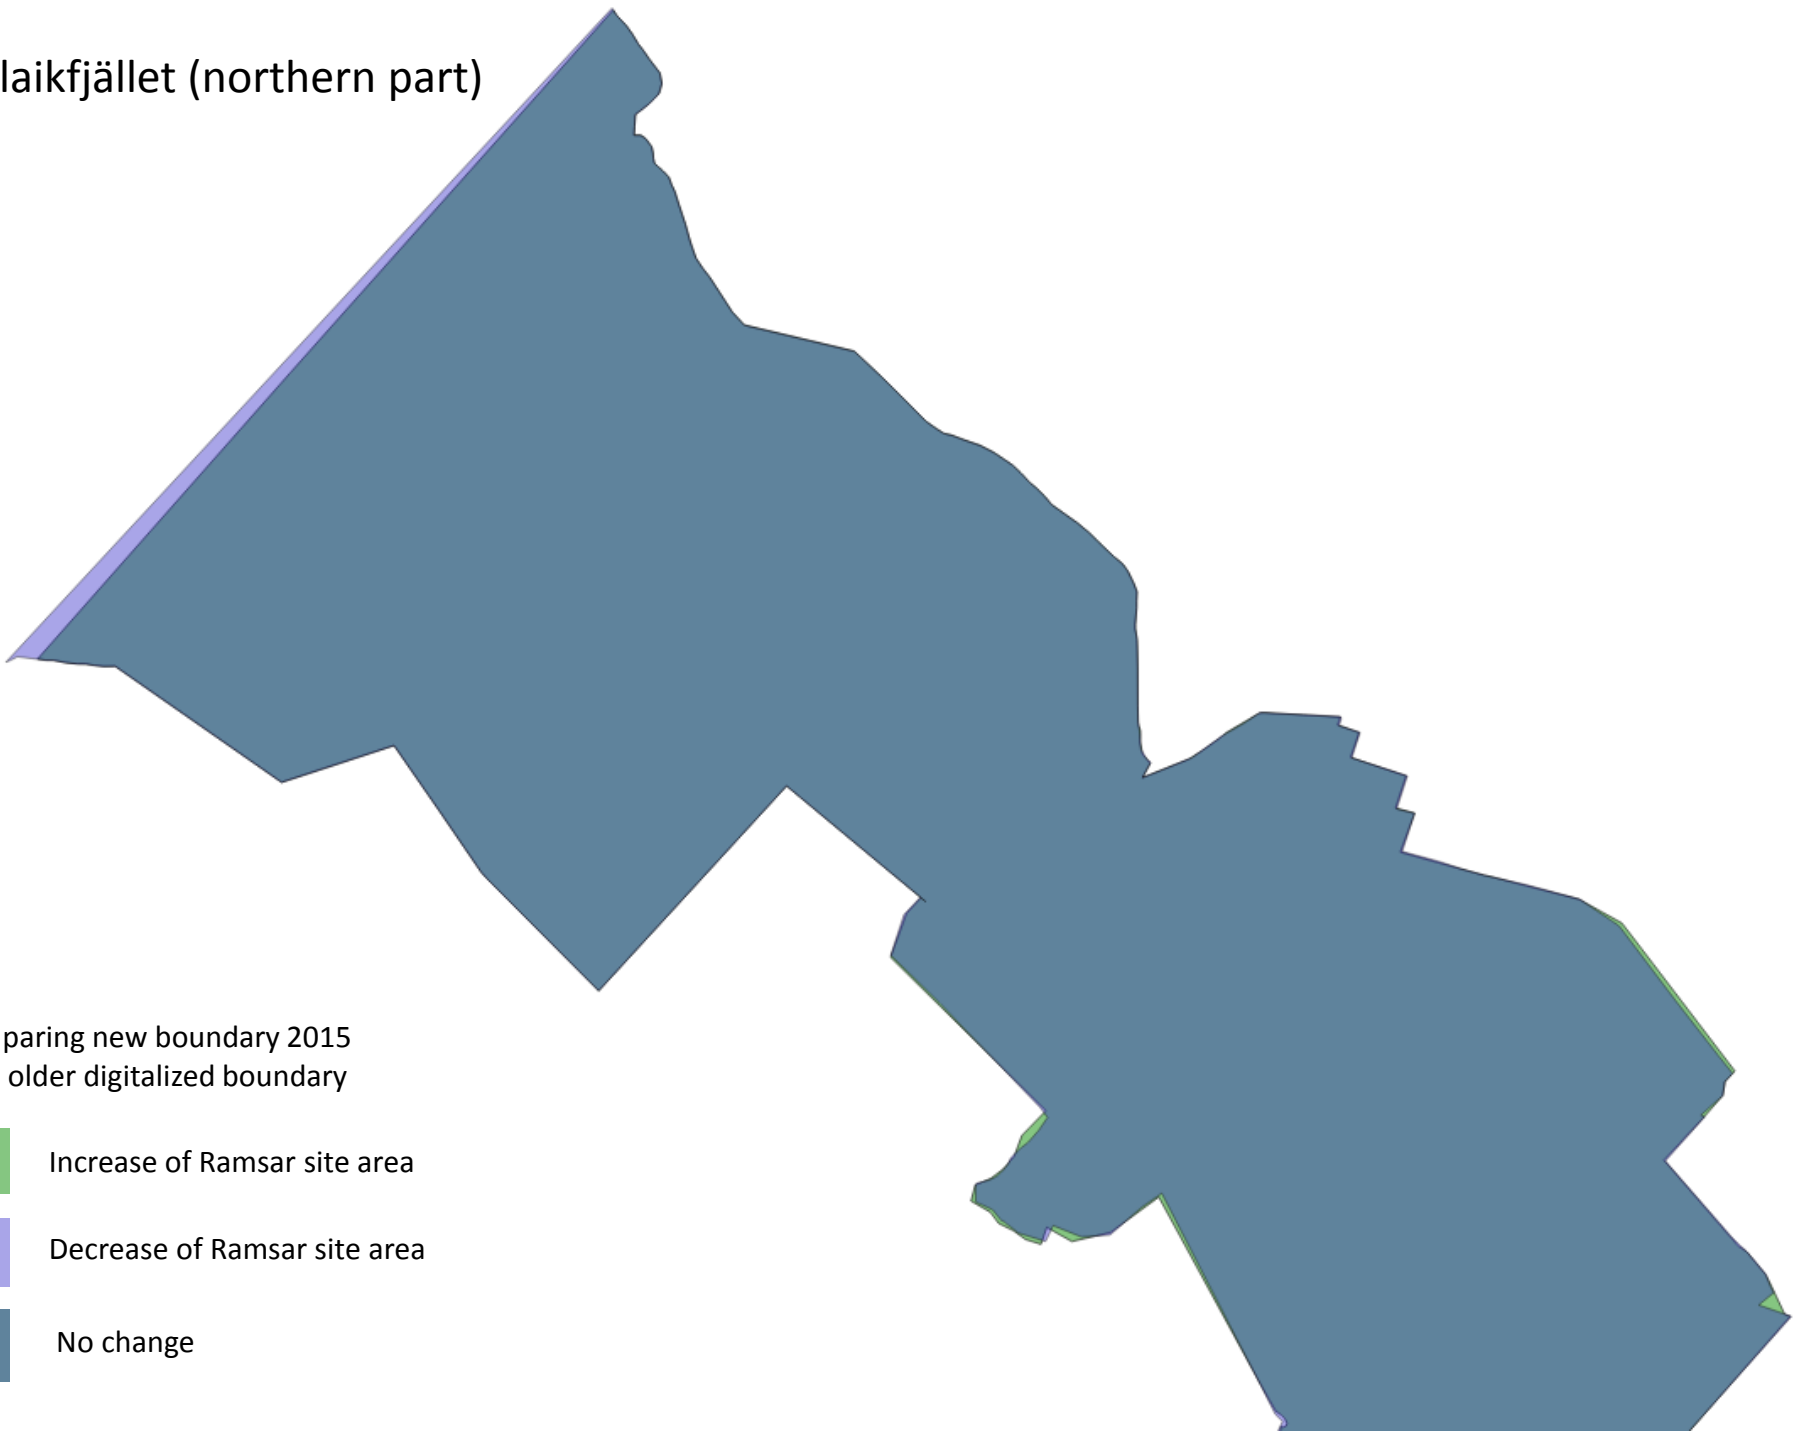 laikfjället (northern part)
paring new boundary 2015
older digitalized boundary
Increase of Ramsar site area
Decrease of Ramsar site area
No change